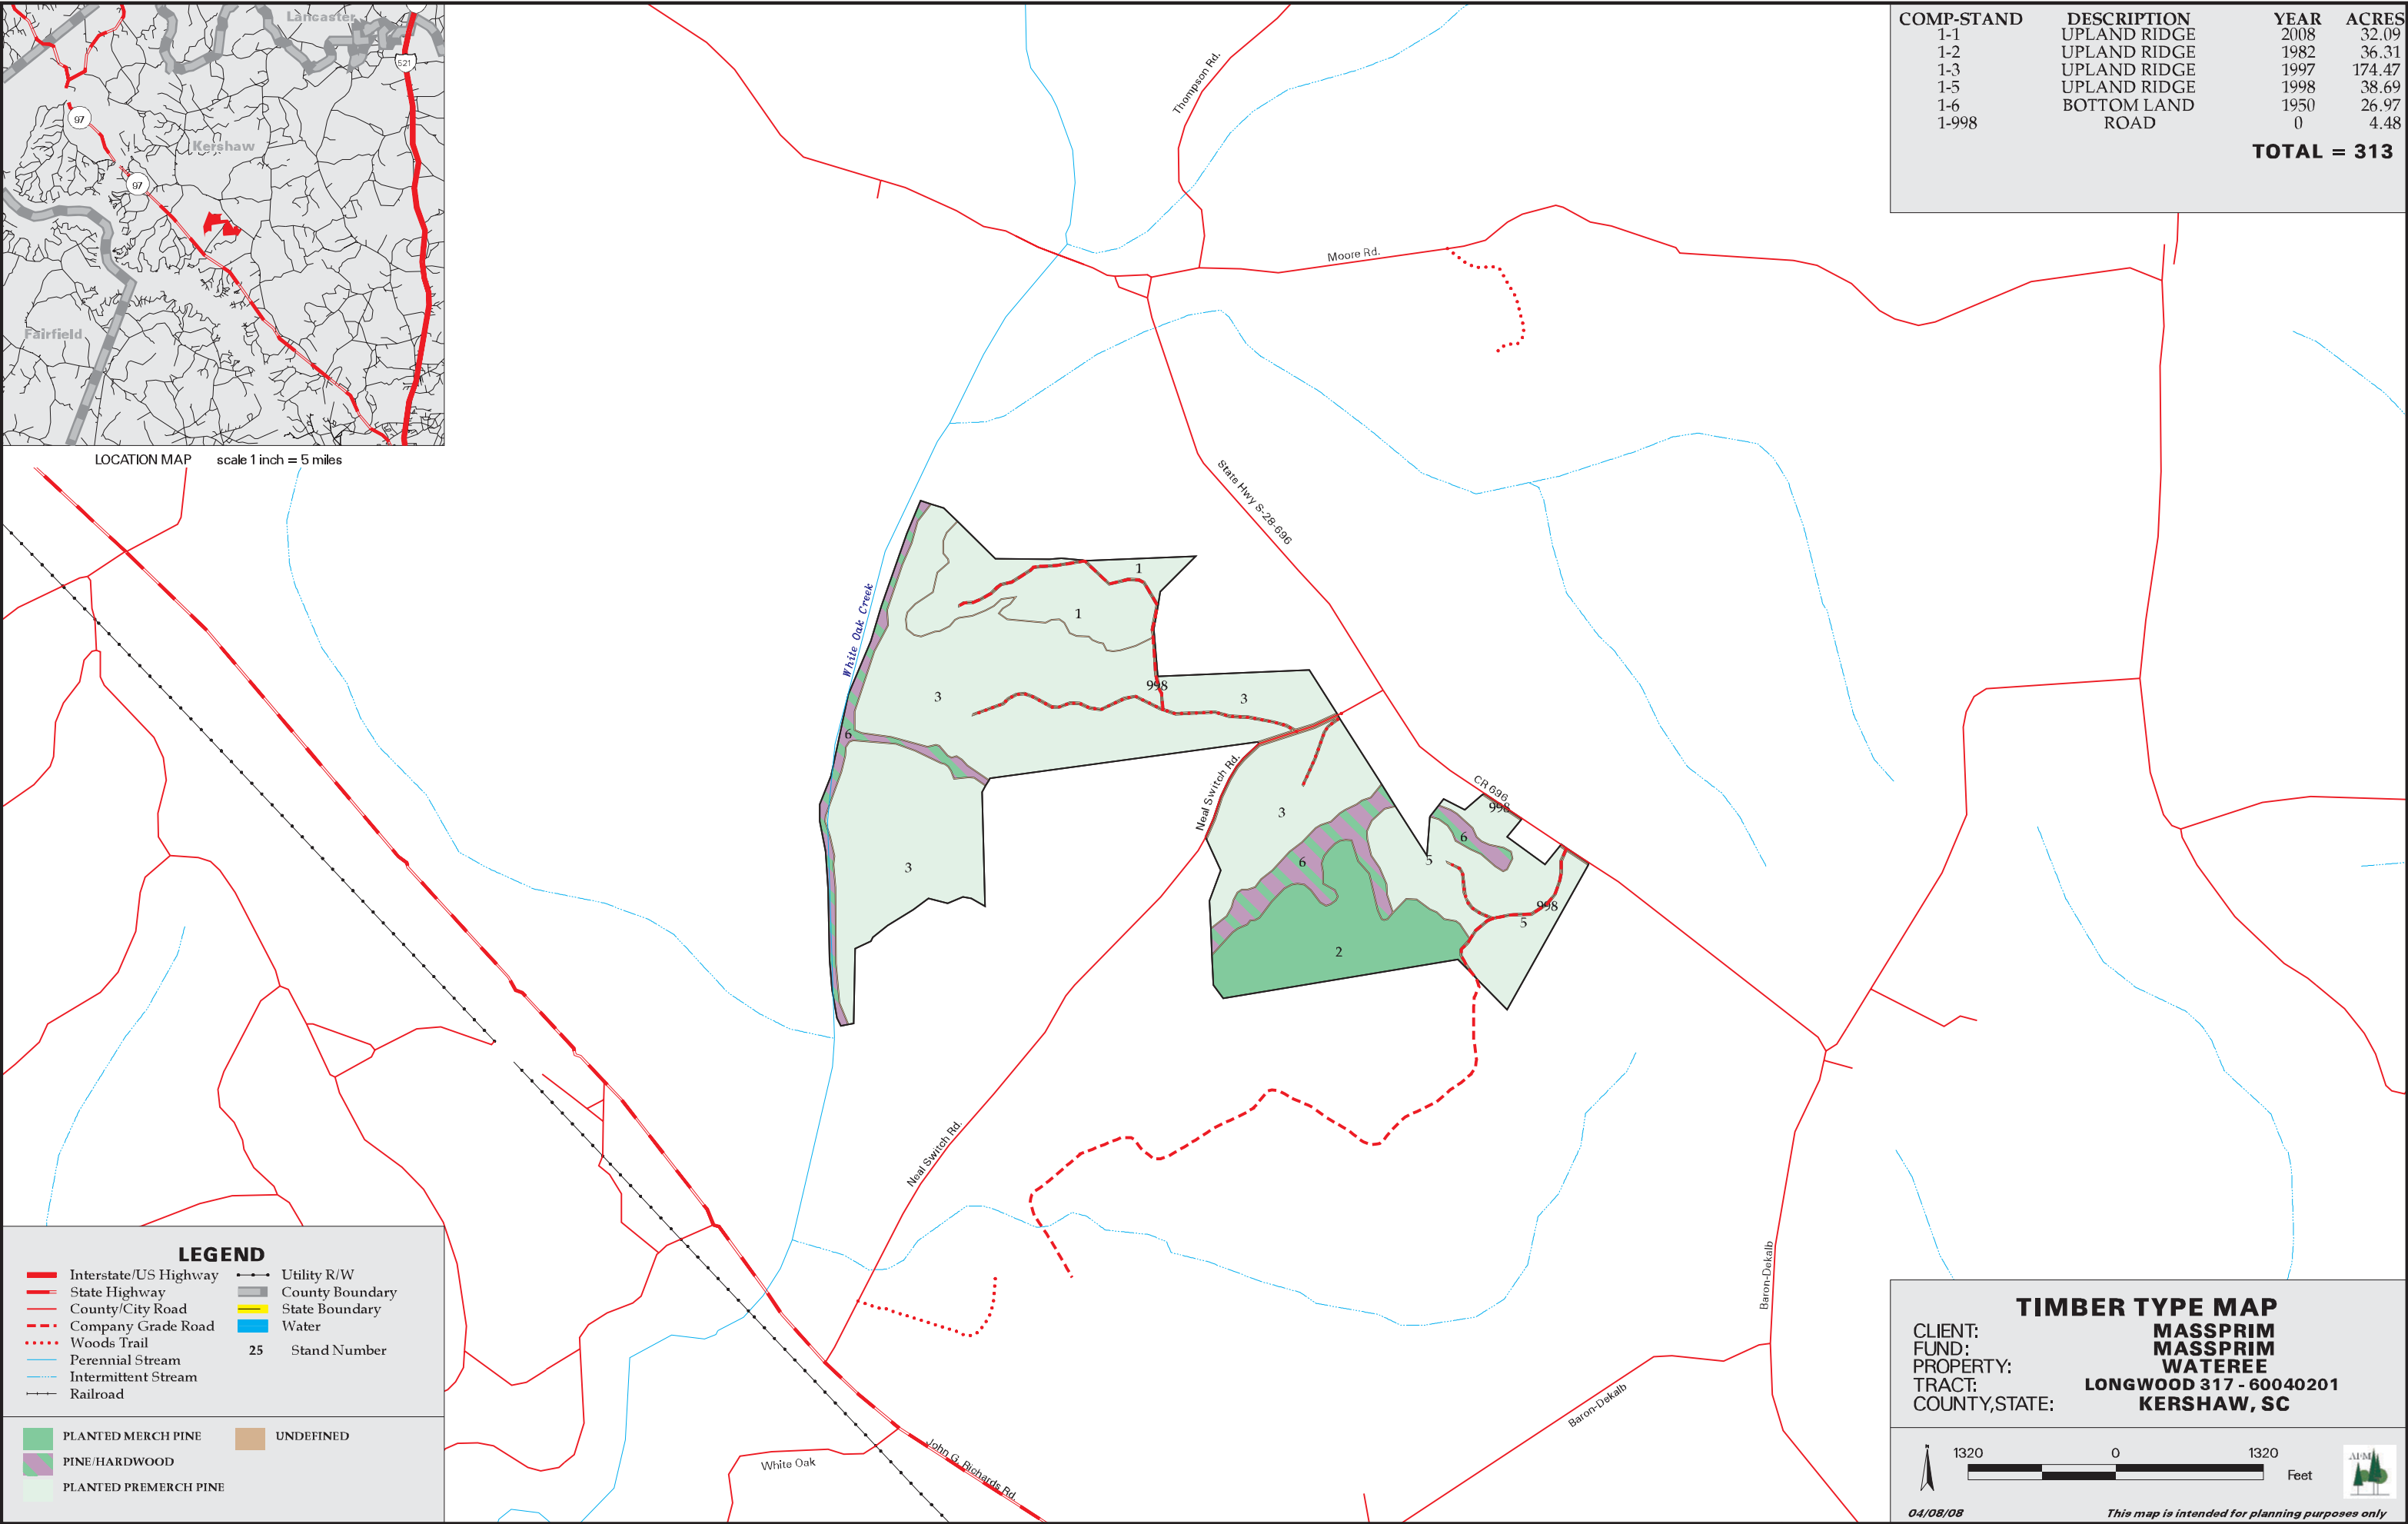 Lancaster
521
97
Kershaw
97
Fairfield
LOCATION MAP scale 1 inch = 5 miles
COMP-STAND DESCRIPTION YEAR ACRES
1-1 UPLAND RIDGE 2008 32.09
1-2 UPLAND RIDGE 1982 36.31
1-3 UPLAND RIDGE 1997 174.47
1-5 UPLAND RIDGE 1998 38.69
1-6 BOTTOM LAND 1950 26.97
1-998 ROAD 0 4.48
TOTAL = 313
Thompson Rd.
Moore Rd.
State Hwy S-28-696
White Oak Creek
1
1
998
3
3
6
Neal Switch Rd.
CR 696
998
3
6
6
5
3
998
5
2
Neal Switch Rd.
Baron-Dekalb
Baron-Dekalb
White Oak
John G. Richards Rd.
LEGEND
Interstate/US Highway Utility R/W
State Highway County Boundary
County/City Road State Boundary
Company Grade Road Water
Woods Trail
25 Stand Number
Perennial Stream
Intermittent Stream
Railroad
PLANTED MERCH PINE UNDEFINED
PINE/HARDWOOD
PLANTED PREMERCH PINE
TIMBER TYPE MAP
CLIENT: MASSPRIM
FUND: MASSPRIM
PROPERTY: WATEREE
TRACT: LONGWOOD 317 - 60040201
COUNTY,STATE: KERSHAW, SC
N
1320 0 1320
Feet
AFM
04/08/08 This map is intended for planning purposes only